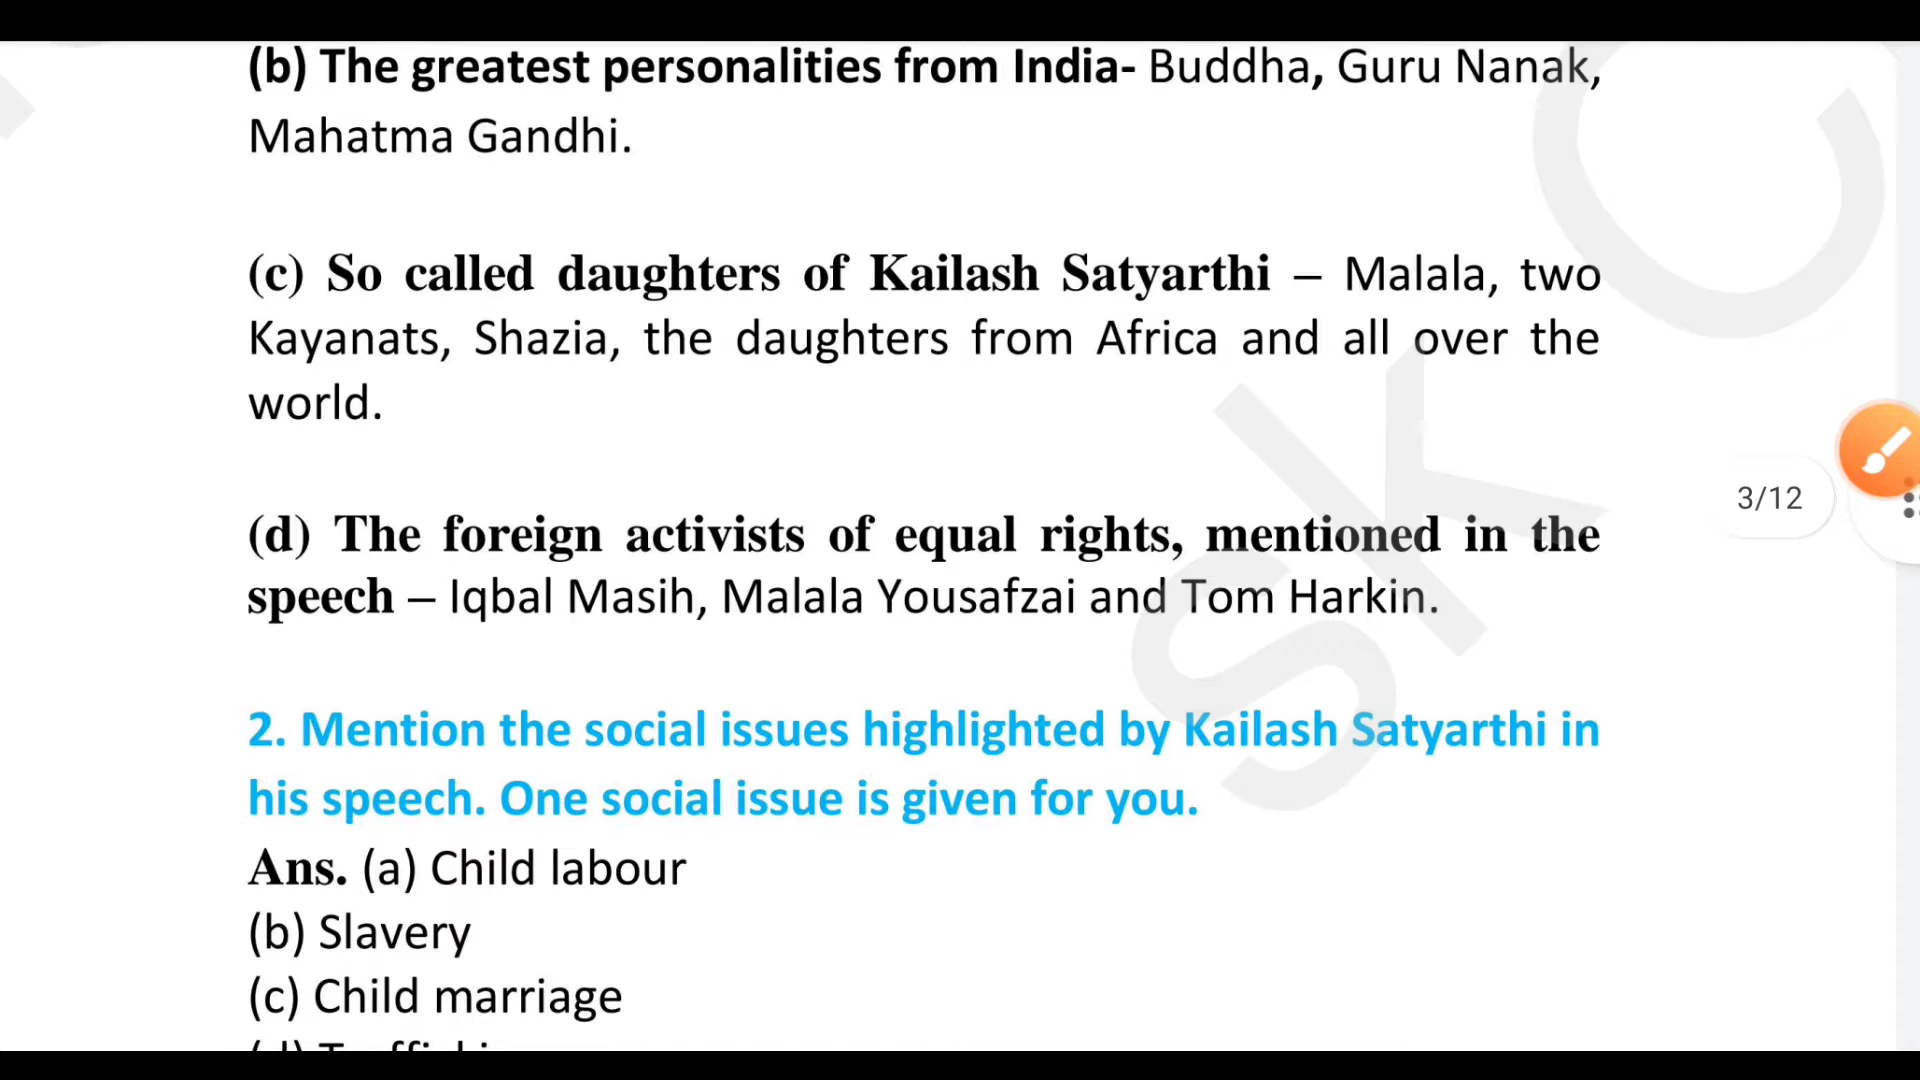 (b) The greatest personalities from India- Buddha, Guru Nanak,
Mahatma Gandhi.
(c) So called daughters of Kailash Satyarthi – Malala, two
Kayanats, Shazia, the daughters from Africa and all over the
world.
3/12
(d) The foreign activists of equal rights, mentioned in the
speech – Iqbal Masih, Malala Yousafzai and Tom Harkin.
2. Mention the social issues highlighted by Kailash Satyarthi in
his speech. One social issue is given for you.
Ans. (a) Child labour
(b) Slavery
(c) Child marriage
SK C